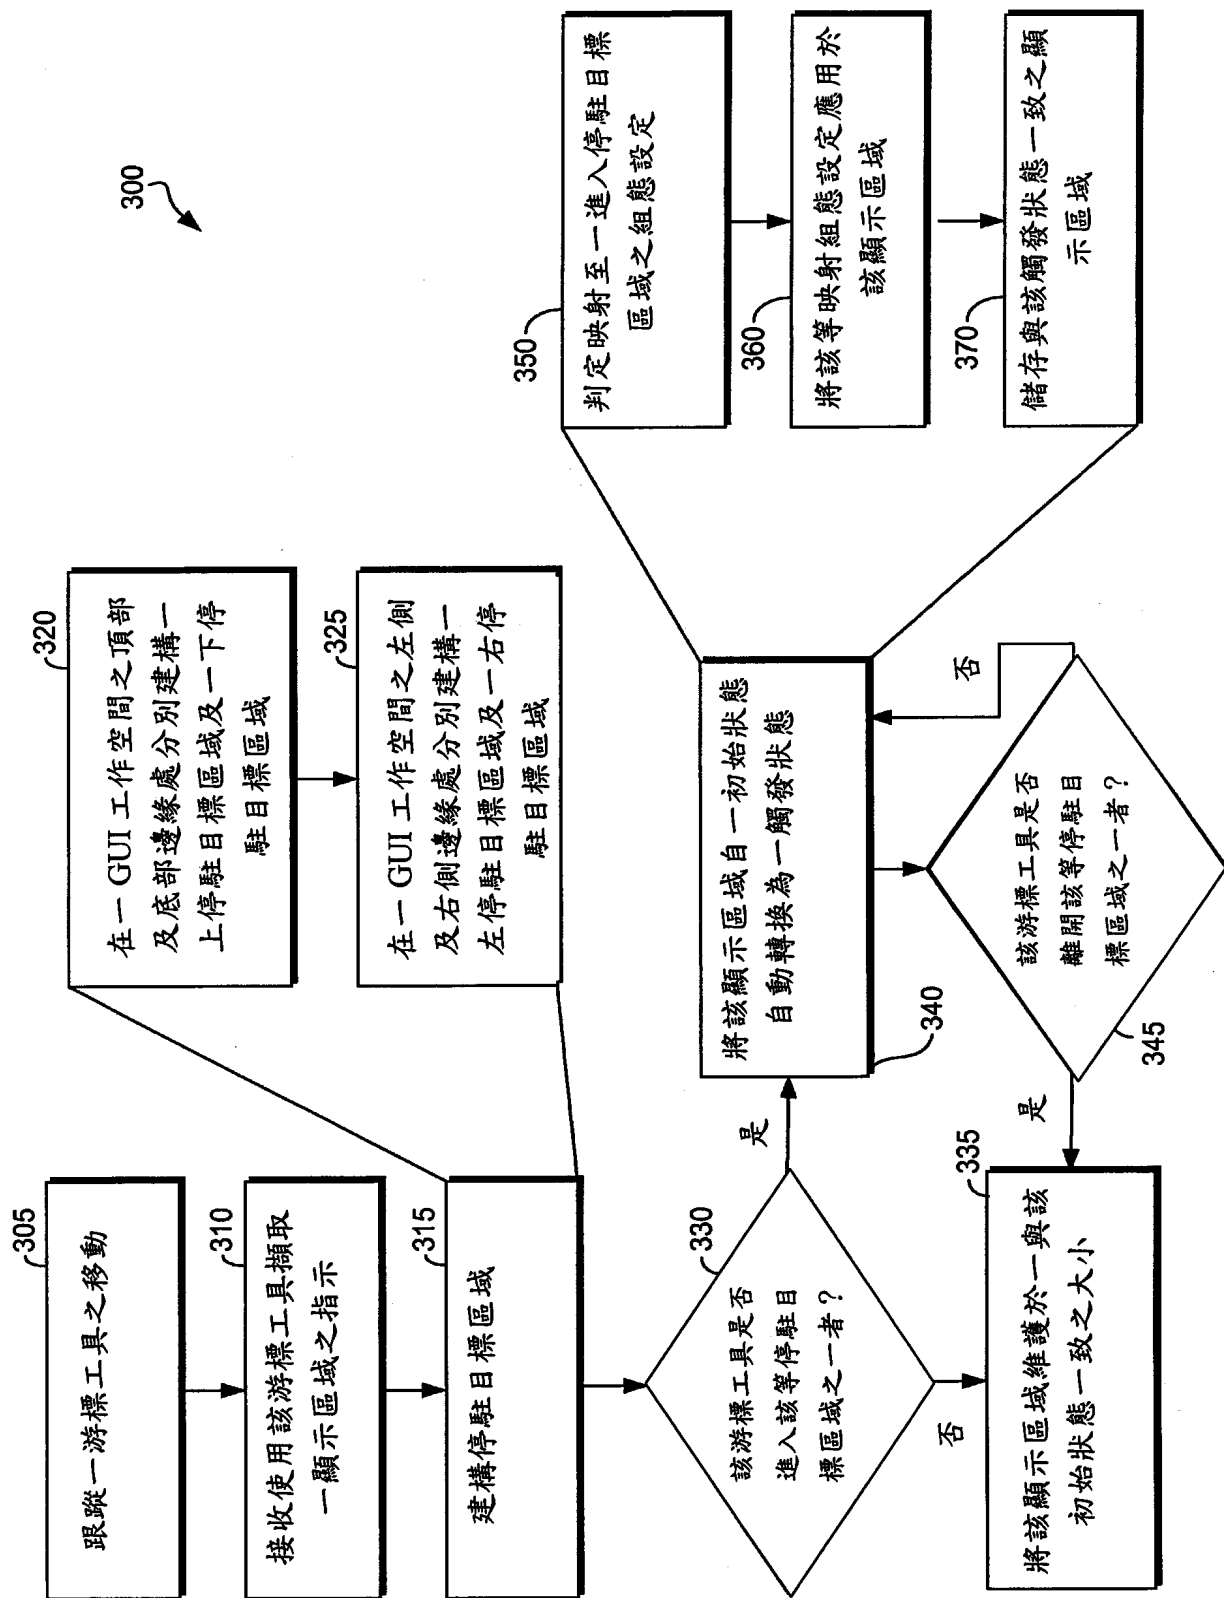 300
305
跟蹤一游標工具之移動
310
接收使用該游標工具擷取
一顯示區域之指示
315
建構停駐目標區域
320
在一 GUI 工作空間之頂部
及底部邊緣處分別建構一
上停駐目標區域及一下停
駐目標區域
325
在一 GUI 工作空間之左側
及右側邊緣處分別建構一
左停駐目標區域及一右停
駐目標區域
330
該游標工具是否
進入該等停駐目
標區域之一者?
是
否
335
將該顯示區域維護於一與該
初始狀態一致之大小
將該顯示區域自一初始狀態
自動轉換為一觸發狀態
340
該游標工具是否
離開該等停駐目
標區域之一者?
345
是
否
350
判定映射至一進入停駐目標
區域之組態設定
360
將該等映射組態設定應用於
該顯示區域
370
儲存與該觸發狀態一致之顯
示區域